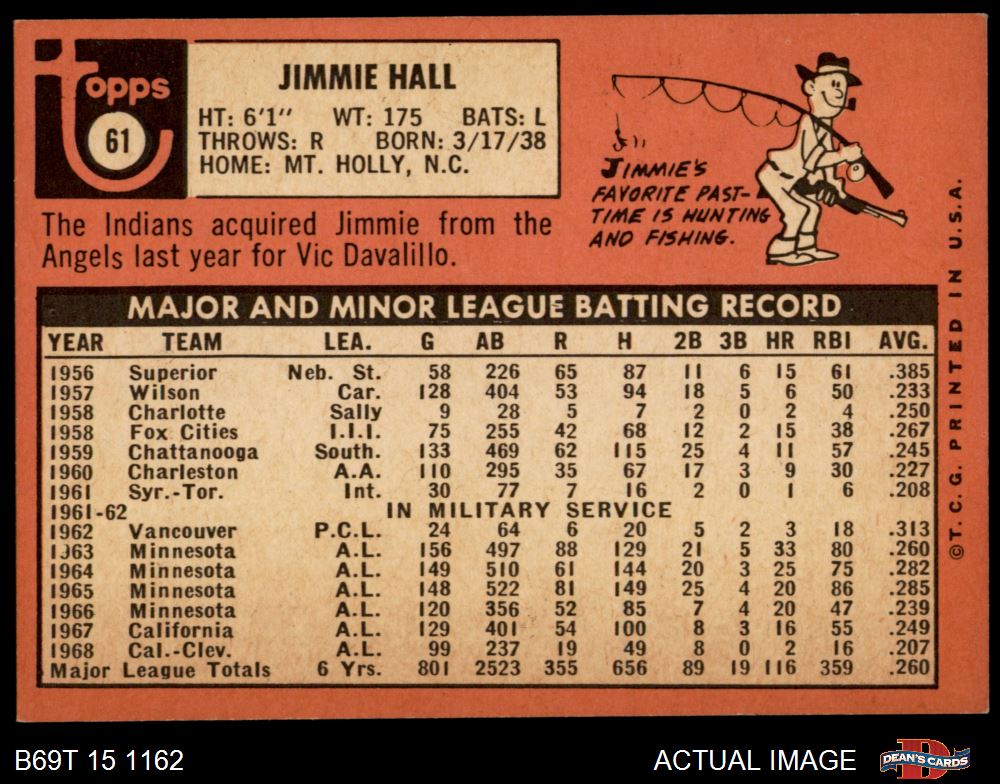 Topps
61
JIMMIE HALL
HT: 6'1" WT: 175 BATS: L
THROWS: R BORN: 3/17/38
HOME: MT. HOLLY, N.C.
JIMMIE'S
FAVORITE PAST-
TIME IS HUNTING
AND FISHING.
The Indians acquired Jimmie from the
Angels last year for Vic Davalillo.
MAJOR AND MINOR LEAGUE BATTING RECORD
YEAR TEAM LEA. G AB R H 2B 3B HR RBI AVG.
1956 Superior Neb. St. 58 226 65 87 11 6 15 61 .385
1957 Wilson Car. 128 404 53 94 18 5 6 50 .233
1958 Charlotte Sally 9 28 5 7 2 0 2 4 .250
1958 Fox Cities I.I.I. 75 255 42 68 12 2 15 38 .267
1959 Chattanooga South. 133 469 62 115 25 4 11 57 .245
1960 Charleston A.A. 110 295 35 67 17 3 9 30 .227
1961 Syr.-Tor. Int. 30 77 7 16 2 0 1 6 .208
1961-62 IN MILITARY SERVICE
1962 Vancouver P.C.L. 24 64 6 20 5 2 3 18 .313
1963 Minnesota A.L. 156 497 88 129 21 5 33 80 .260
1964 Minnesota A.L. 149 510 61 144 20 3 25 75 .282
1965 Minnesota A.L. 148 522 81 149 25 4 20 86 .285
1966 Minnesota A.L. 120 356 52 85 7 4 20 47 .239
1967 California A.L. 129 401 54 100 8 3 16 55 .249
1968 Cal.-Clev. A.L. 99 237 19 49 8 0 2 16 .207
Major League Totals 6 Yrs. 801 2523 355 656 89 19 116 359 .260
©T.C.G. PRINTED IN U.S.A.
B69T 15 1162
ACTUAL IMAGE
DEAN'S CARDS